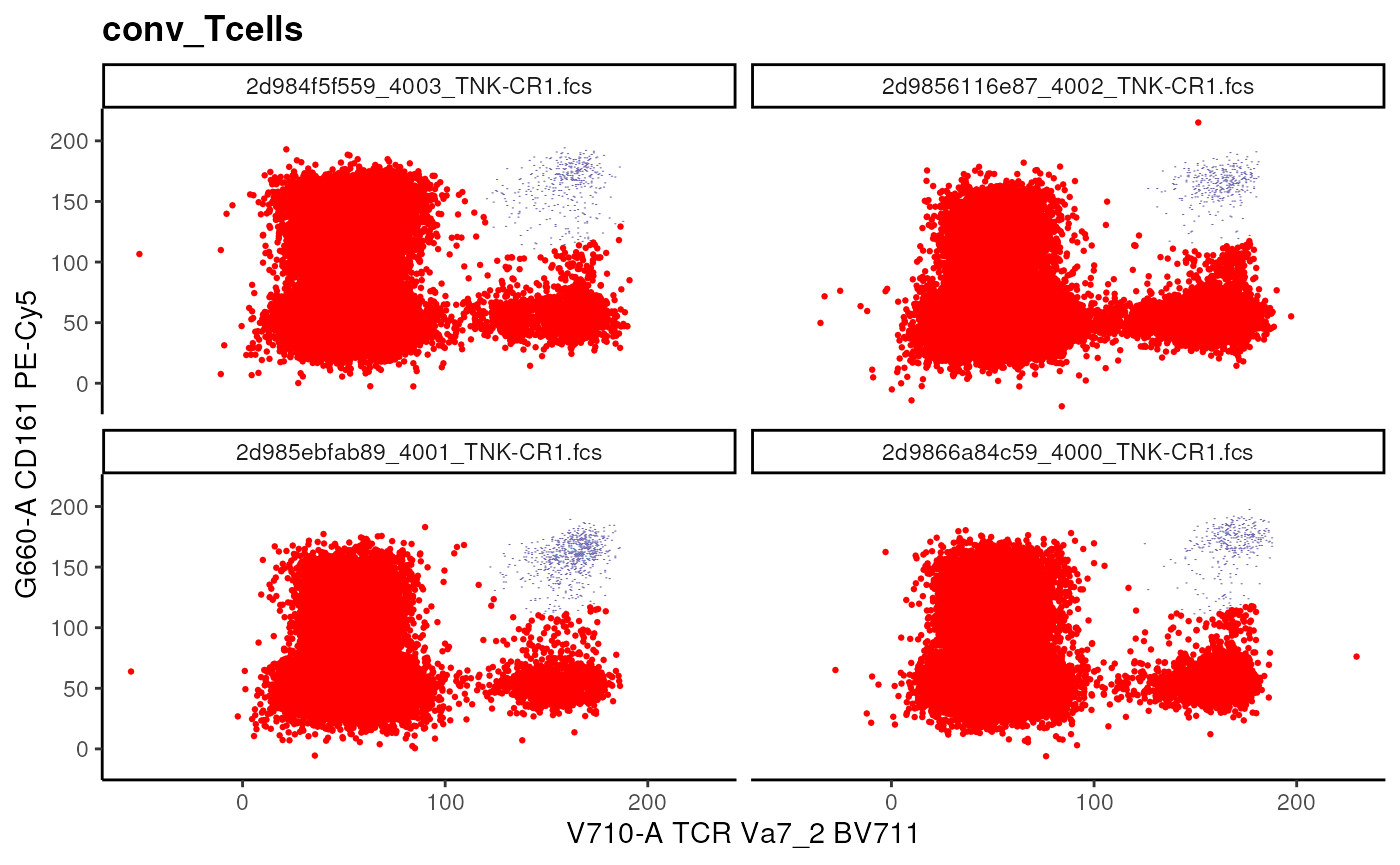 conv_Tcells
2d984f5f559_4003_TNK-CR1.fcs
2d9856116e87_4002_TNK-CR1.fcs
200
150
100
50
0
2d985ebfab89_4001_TNK-CR1.fcs
2d9866a84c59_4000_TNK-CR1.fcs
200
150
100
50
0
0 100 200
0 100 200
G660-A CD161 PE-Cy5
V710-A TCR Va7_2 BV711